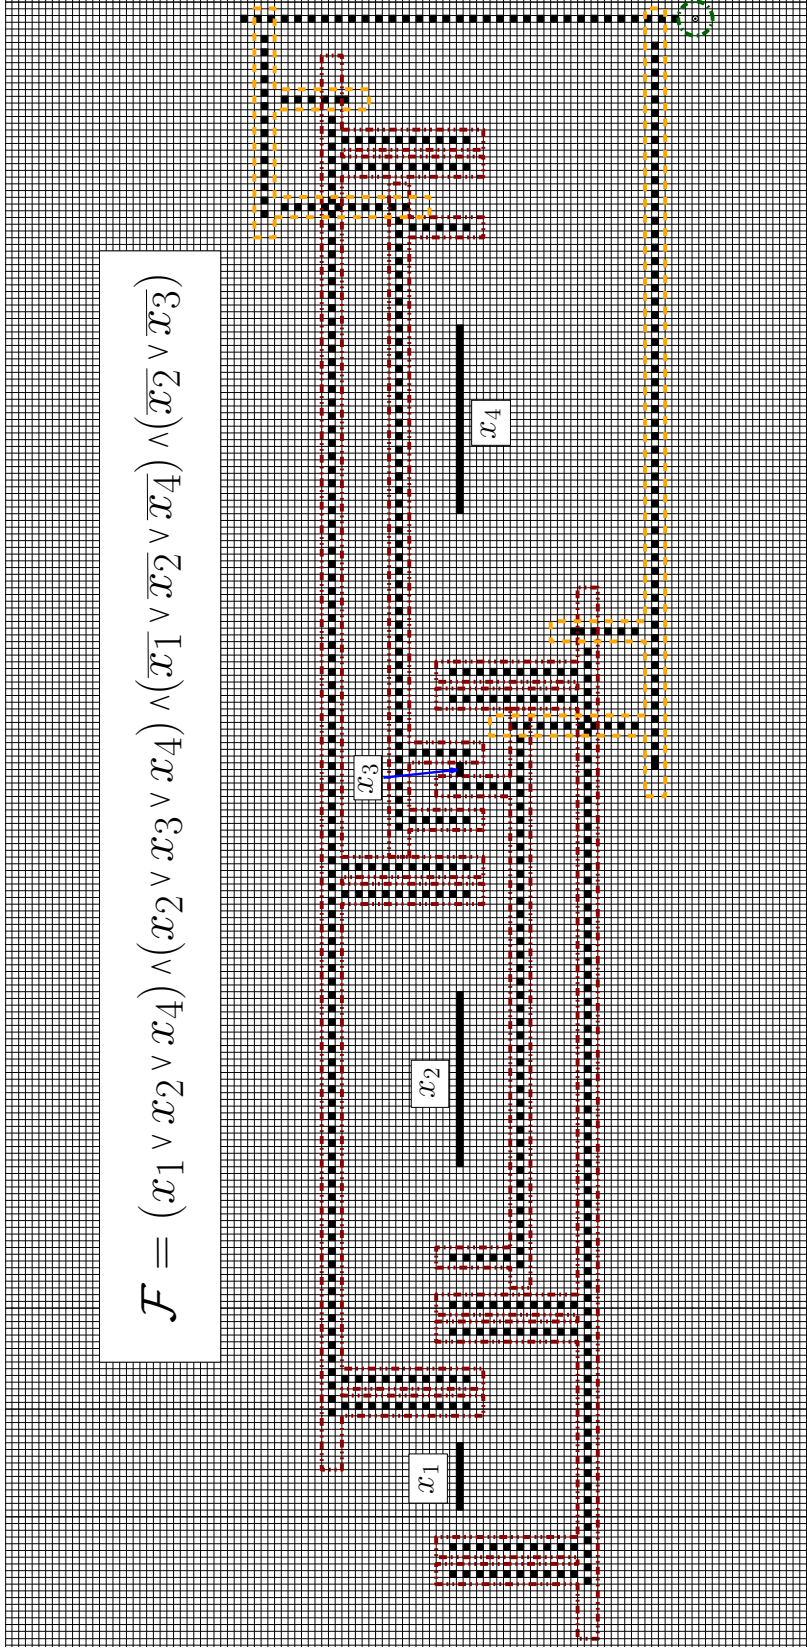 𝓕 = (x₁ ∨ x₂ ∨ x₄) ∧ (x₂ ∨ x₃ ∨ x₄) ∧ (x̅₁ ∨ x̅₂ ∨ x̅₄) ∧ (x̅₂ ∨ x̅₃)
x₃
x₁
x₂
x₄